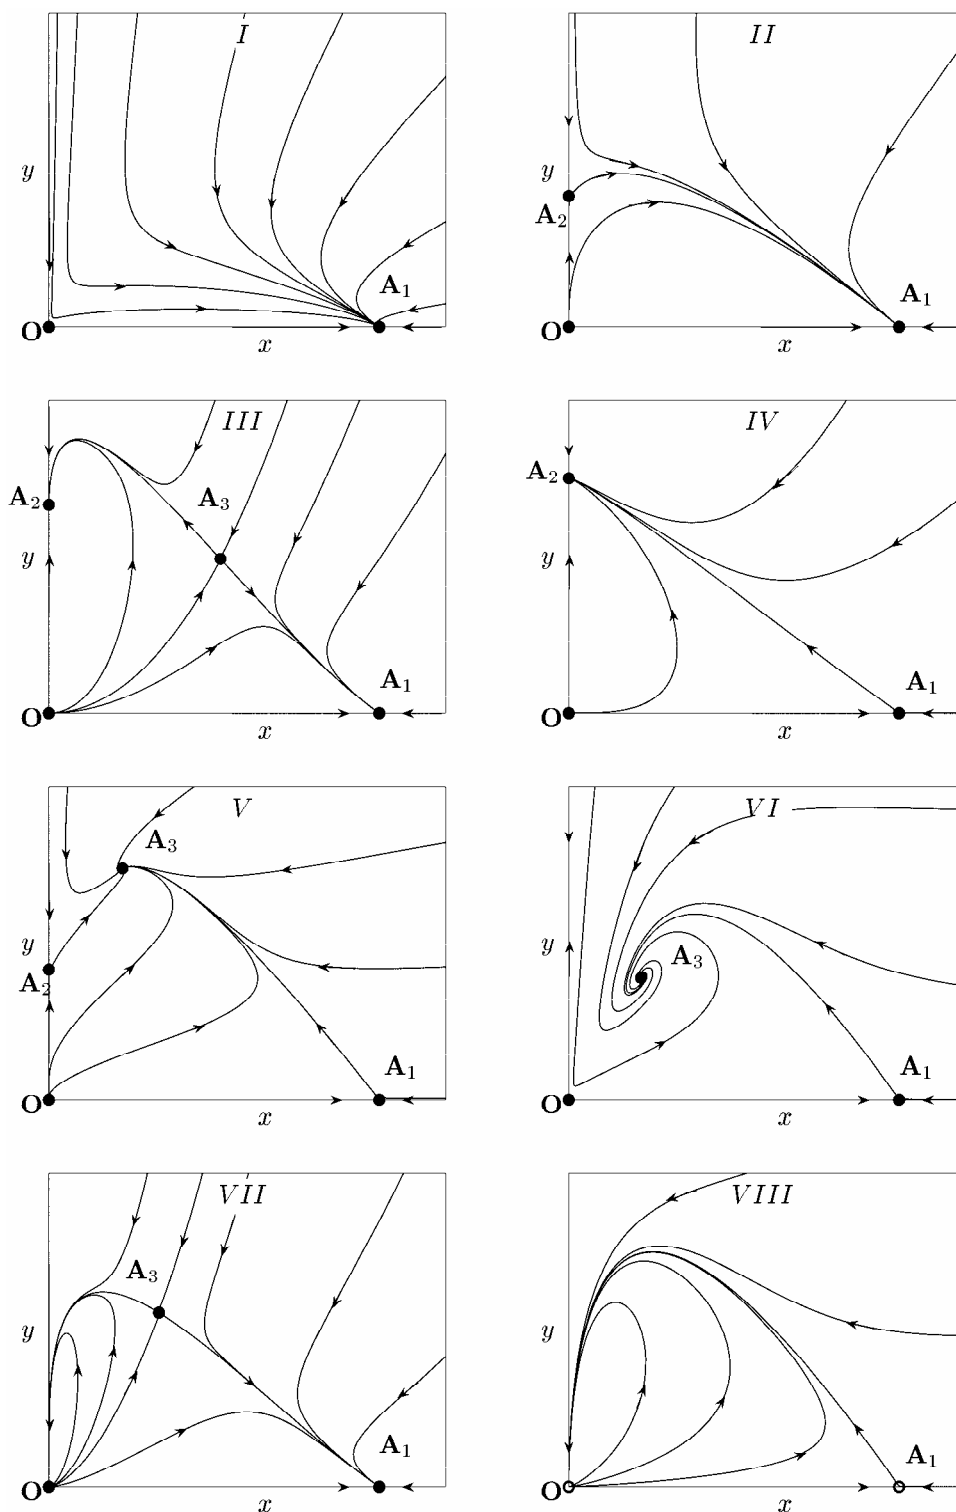 I
y
A₁
O
x
II
y
A₂
A₁
O
x
III
A₂
A₃
y
A₁
O
x
IV
A₂
y
A₁
O
x
V
A₃
y
A₂
A₁
O
x
VI
y
A₃
A₁
O
x
VII
A₃
y
A₁
O
x
VIII
y
A₁
O
x